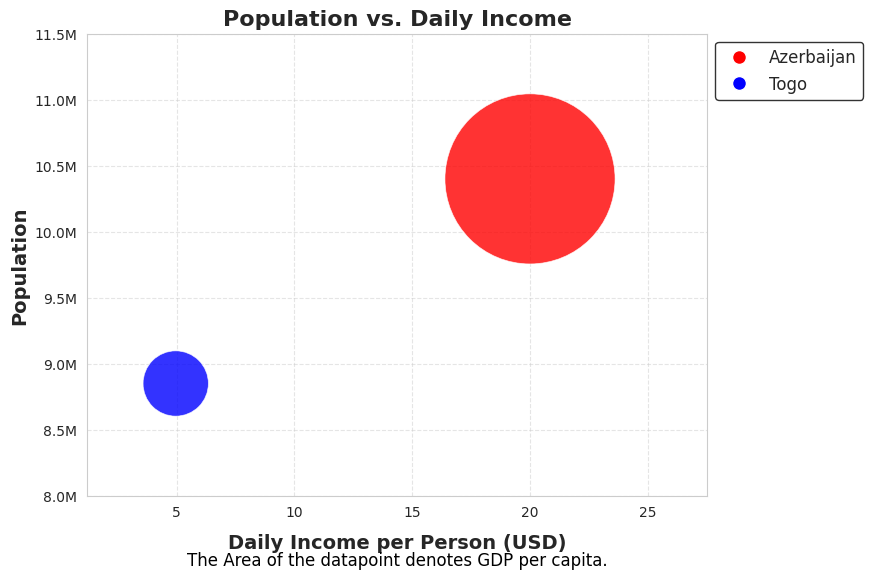 Population vs. Daily Income
11.5M
11.0M
10.5M
10.0M
9.5M
9.0M
8.5M
8.0M
Population
5
10
15
20
25
Daily Income per Person (USD)
The Area of the datapoint denotes GDP per capita.
Azerbaijan
Togo